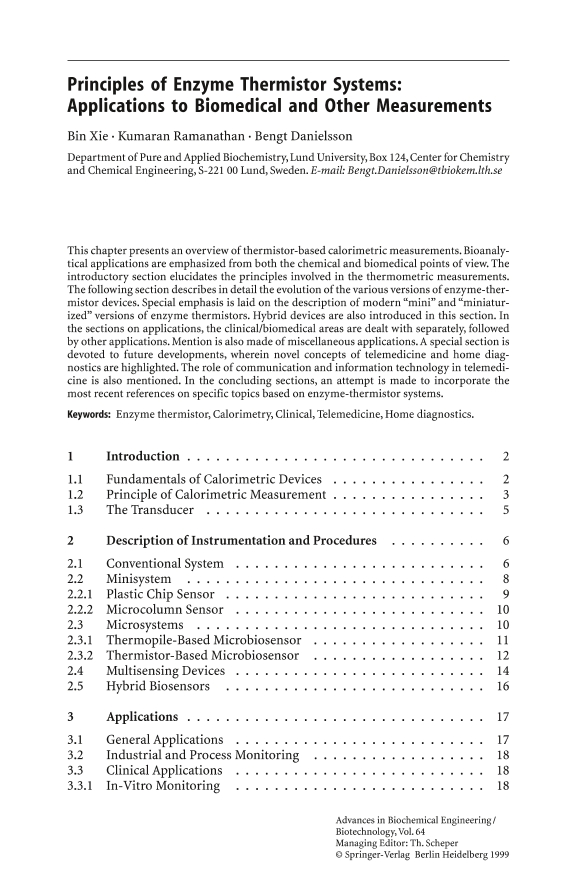 Principles of Enzyme Thermistor Systems:
Applications to Biomedical and Other Measurements
Bin Xie · Kumaran Ramanathan · Bengt Danielsson
Department of Pure and Applied Biochemistry, Lund University, Box 124, Center for Chemistry
and Chemical Engineering, S-221 00 Lund, Sweden. E-mail: Bengt.Danielsson@tbiokem.lth.se
This chapter presents an overview of thermistor-based calorimetric measurements. Bioanaly-
tical applications are emphasized from both the chemical and biomedical points of view. The
introductory section elucidates the principles involved in the thermometric measurements.
The following section describes in detail the evolution of the various versions of enzyme-ther-
mistor devices. Special emphasis is laid on the description of modern “mini” and “miniatur-
ized” versions of enzyme thermistors. Hybrid devices are also introduced in this section. In
the sections on applications, the clinical/biomedical areas are dealt with separately, followed
by other applications. Mention is also made of miscellaneous applications. A special section is
devoted to future developments, wherein novel concepts of telemedicine and home diag-
nostics are highlighted. The role of communication and information technology in telemedi-
cine is also mentioned. In the concluding sections, an attempt is made to incorporate the
most recent references on specific topics based on enzyme-thermistor systems.
Keywords: Enzyme thermistor, Calorimetry, Clinical, Telemedicine, Home diagnostics.
1 Introduction . . . . . . . . . . . . . . . . . . . . . . . . . . . . . . . 2
1.1 Fundamentals of Calorimetric Devices . . . . . . . . . . . . . . . . 2
1.2 Principle of Calorimetric Measurement . . . . . . . . . . . . . . . . 3
1.3 The Transducer . . . . . . . . . . . . . . . . . . . . . . . . . . . . . 5
2 Description of Instrumentation and Procedures . . . . . . . . . . 6
2.1 Conventional System . . . . . . . . . . . . . . . . . . . . . . . . . . 6
2.2 Minisystem . . . . . . . . . . . . . . . . . . . . . . . . . . . . . . . 8
2.2.1 Plastic Chip Sensor . . . . . . . . . . . . . . . . . . . . . . . . . . . 9
2.2.2 Microcolumn Sensor . . . . . . . . . . . . . . . . . . . . . . . . . . 10
2.3 Microsystems . . . . . . . . . . . . . . . . . . . . . . . . . . . . . . 10
2.3.1 Thermopile-Based Microbiosensor . . . . . . . . . . . . . . . . . . 11
2.3.2 Thermistor-Based Microbiosensor . . . . . . . . . . . . . . . . . . 12
2.4 Multisensing Devices . . . . . . . . . . . . . . . . . . . . . . . . . . 14
2.5 Hybrid Biosensors . . . . . . . . . . . . . . . . . . . . . . . . . . . 16
3 Applications . . . . . . . . . . . . . . . . . . . . . . . . . . . . . . . 17
3.1 General Applications . . . . . . . . . . . . . . . . . . . . . . . . . . 17
3.2 Industrial and Process Monitoring . . . . . . . . . . . . . . . . . . 18
3.3 Clinical Applications . . . . . . . . . . . . . . . . . . . . . . . . . . 18
3.3.1 In-Vitro Monitoring . . . . . . . . . . . . . . . . . . . . . . . . . . 18
Advances in Biochemical Engineering/
Biotechnology, Vol. 64
Managing Editor: Th. Scheper
© Springer-Verlag Berlin Heidelberg 1999